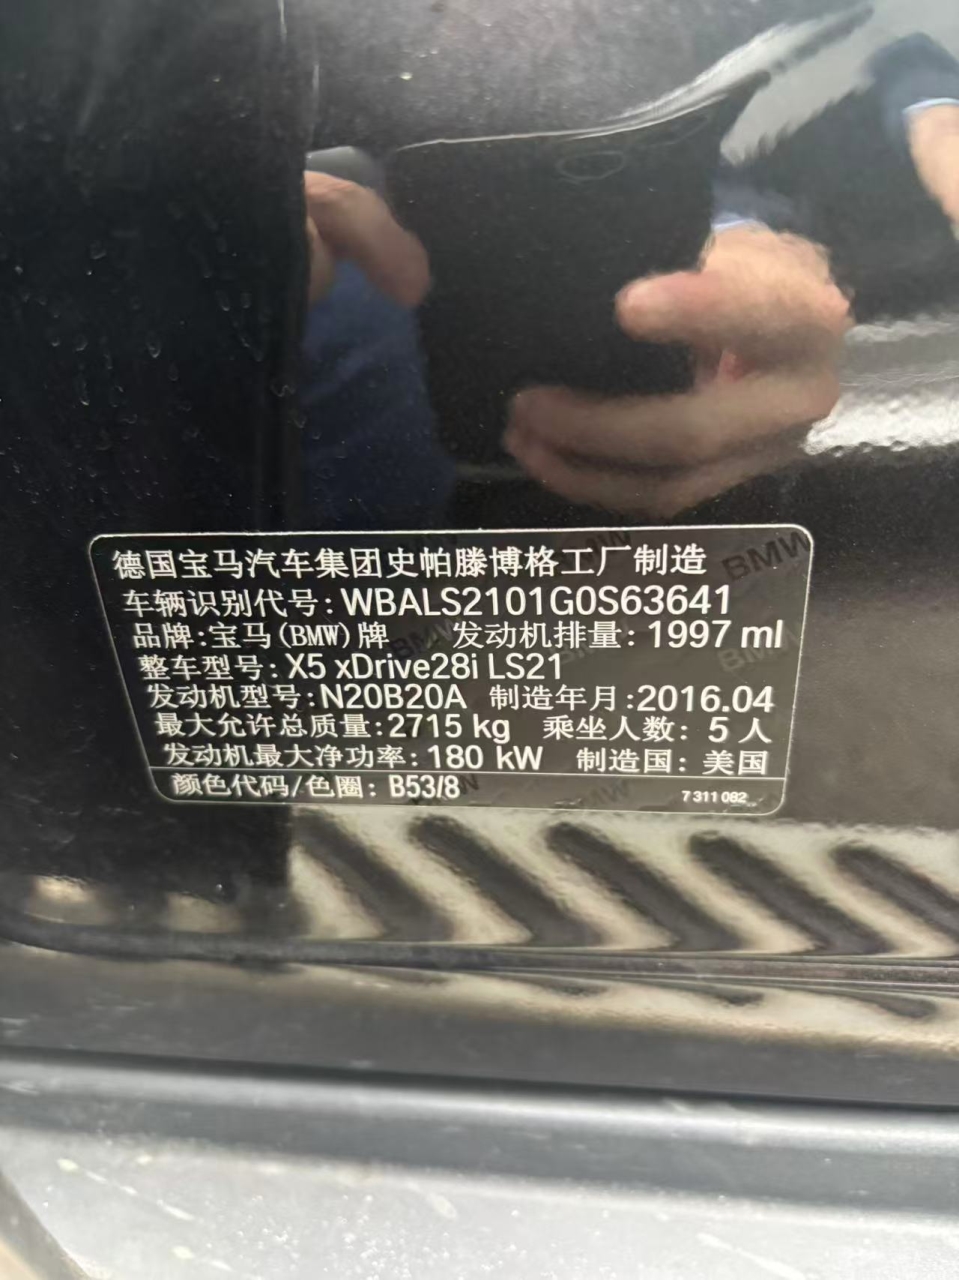 德国宝马汽车集团史帕滕博格工厂制造
车辆识别代号: WBALS2101G0S63641
品牌: 宝马(BMW)牌 发动机排量: 1997 ml
整车型号: X5 xDrive28i LS21
发动机型号: N20B20A 制造年月: 2016.04
最大允许总质量: 2715 kg 乘坐人数: 5 人
发动机最大净功率: 180 kW 制造国: 美国
颜色代码/色圈: B53/8 7 311 082